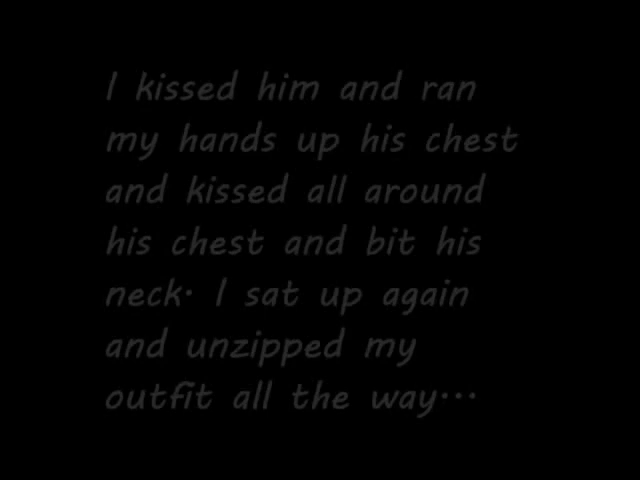 I kissed him and ran
my hands up his chest
and kissed all around
his chest and bit his
neck. I sat up again
and unzipped my
outfit all the way...